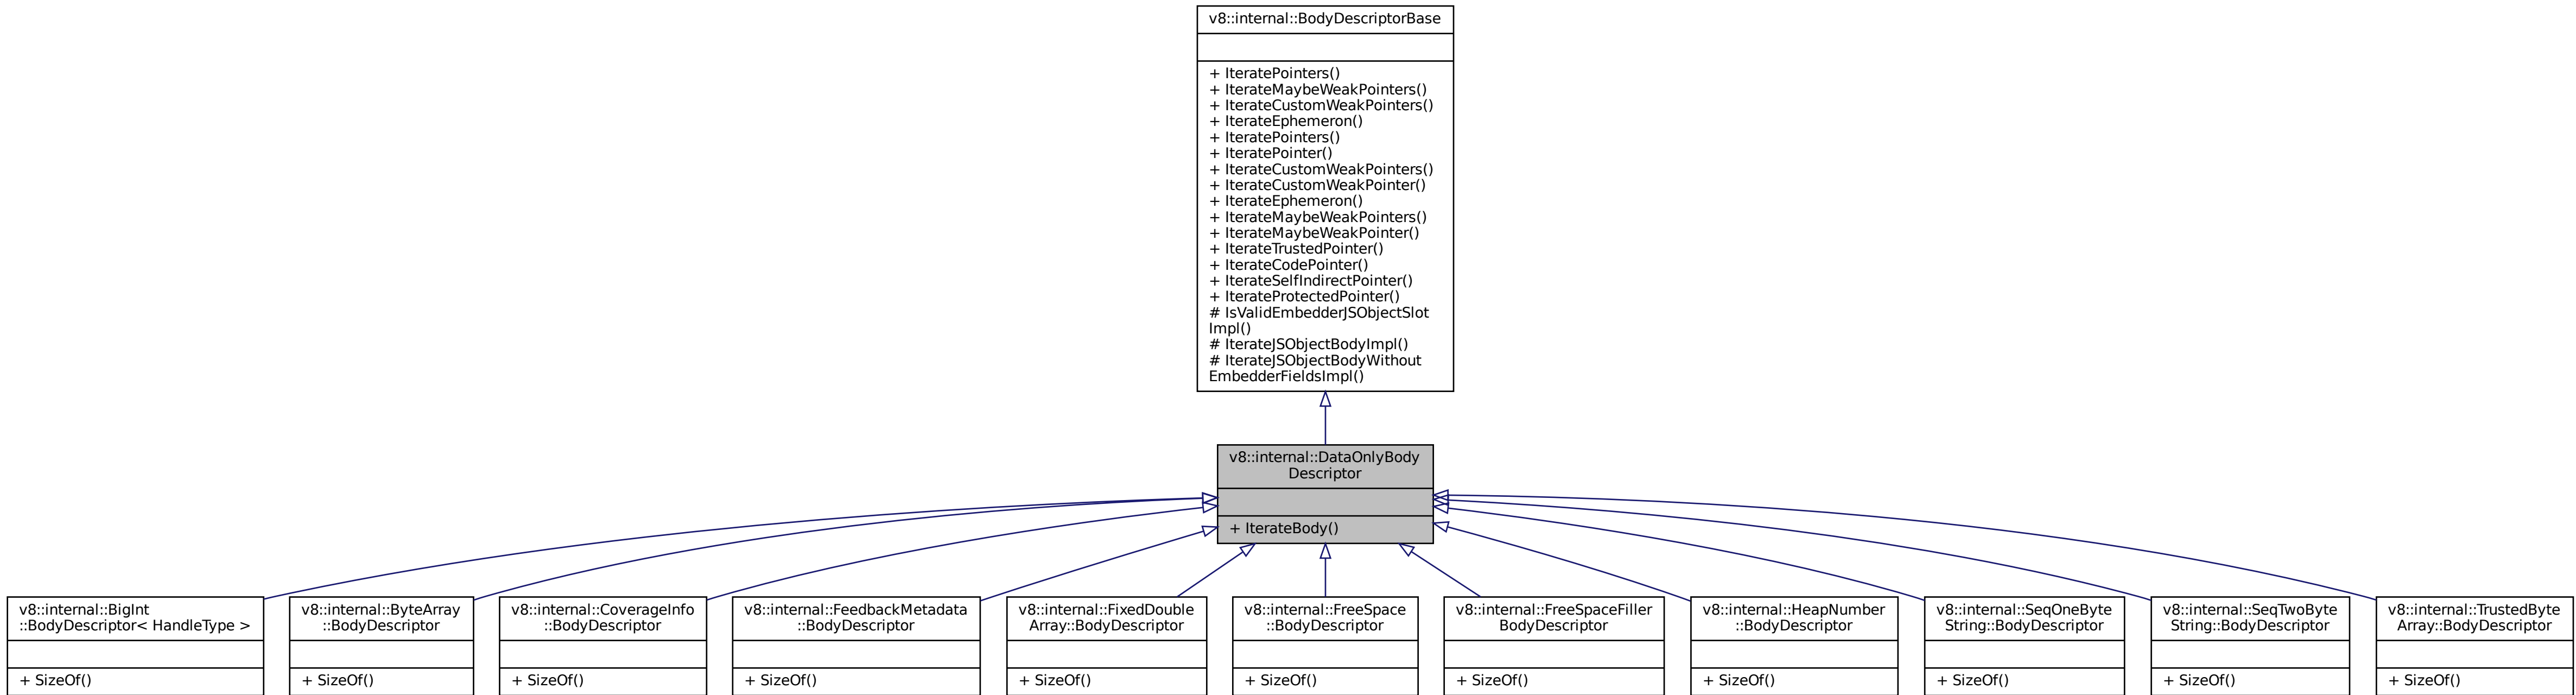 v8::internal::BodyDescriptorBase
+ IteratePointers()
+ IterateMaybeWeakPointers()
+ IterateCustomWeakPointers()
+ IterateEphemeron()
+ IteratePointers()
+ IteratePointer()
+ IterateCustomWeakPointers()
+ IterateCustomWeakPointer()
+ IterateEphemeron()
+ IterateMaybeWeakPointers()
+ IterateMaybeWeakPointer()
+ IterateTrustedPointer()
+ IterateCodePointer()
+ IterateSelfIndirectPointer()
+ IterateProtectedPointer()
# IsValidEmbedderJSObjectSlot
Impl()
# IterateJSObjectBodyImpl()
# IterateJSObjectBodyWithout
EmbedderFieldsImpl()
v8::internal::DataOnlyBody
Descriptor
+ IterateBody()
v8::internal::BigInt
::BodyDescriptor< HandleType >
+ SizeOf()
v8::internal::ByteArray
::BodyDescriptor
+ SizeOf()
v8::internal::CoverageInfo
::BodyDescriptor
+ SizeOf()
v8::internal::FeedbackMetadata
::BodyDescriptor
+ SizeOf()
v8::internal::FixedDouble
Array::BodyDescriptor
+ SizeOf()
v8::internal::FreeSpace
::BodyDescriptor
+ SizeOf()
v8::internal::FreeSpaceFiller
BodyDescriptor
+ SizeOf()
v8::internal::HeapNumber
::BodyDescriptor
+ SizeOf()
v8::internal::SeqOneByte
String::BodyDescriptor
+ SizeOf()
v8::internal::SeqTwoByte
String::BodyDescriptor
+ SizeOf()
v8::internal::TrustedByte
Array::BodyDescriptor
+ SizeOf()